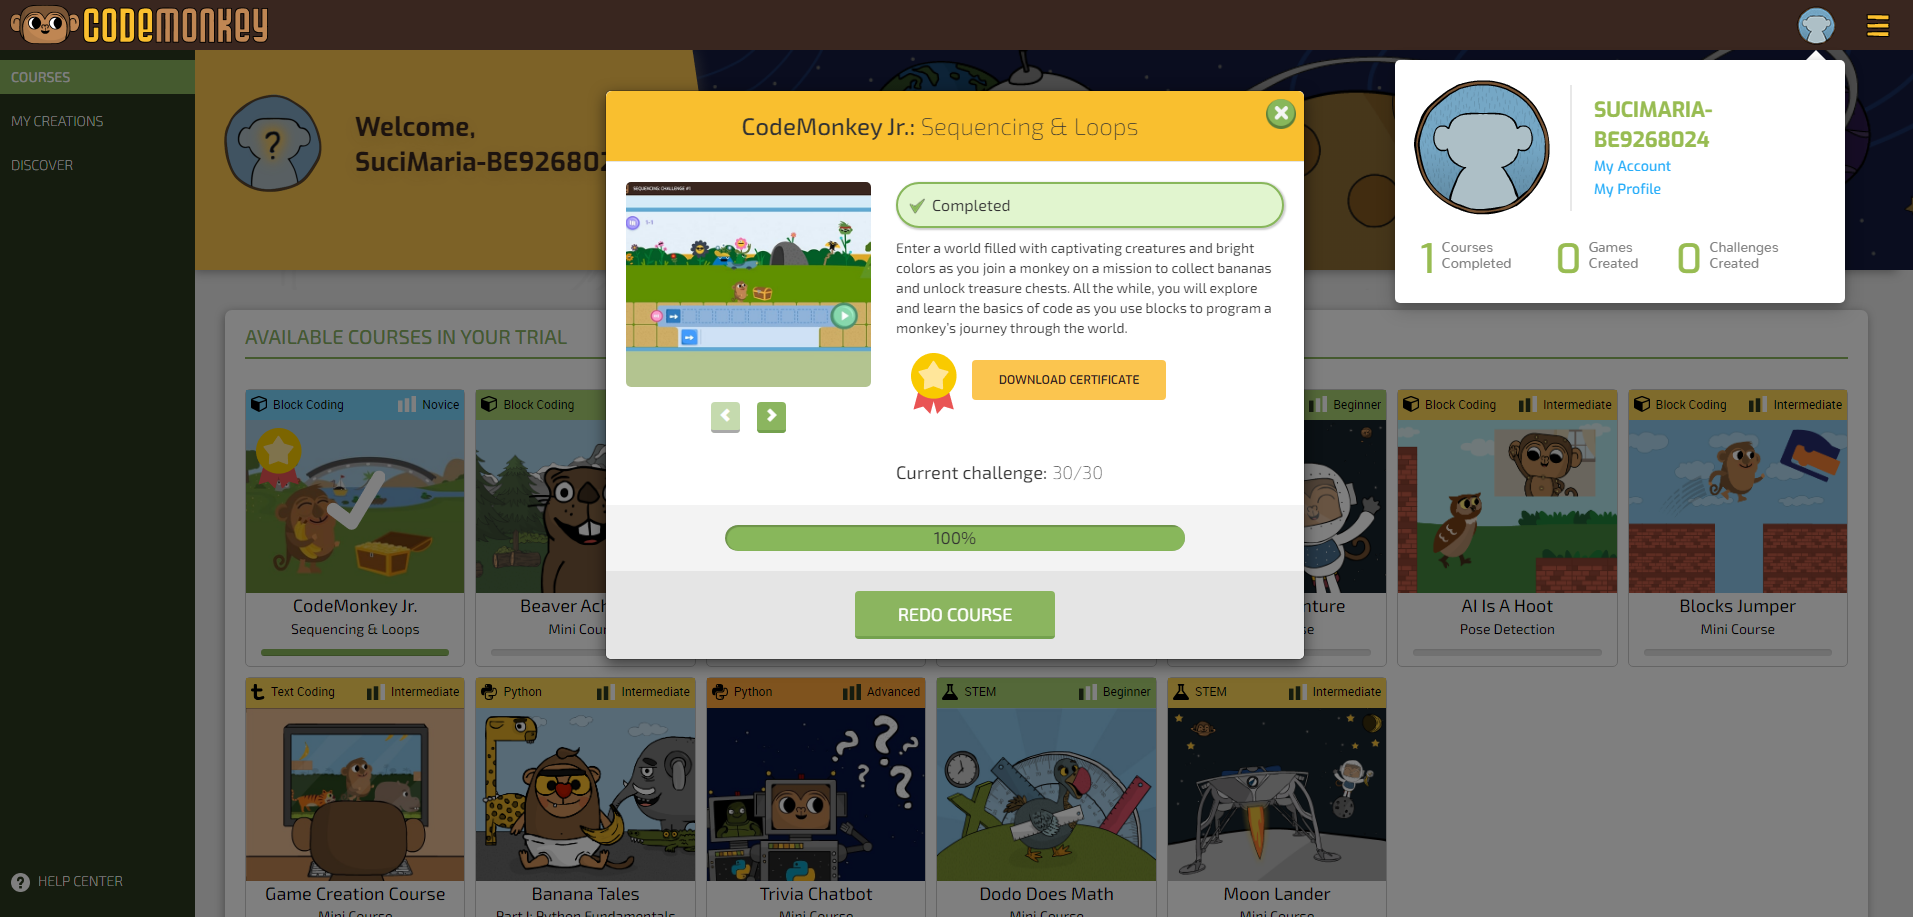 CODEMONKEY
COURSES
MY CREATIONS
DISCOVER
HELP CENTER
Welcome,
SuciMaria-BE926802
SUCIMARIA-
BE9268024
My Account
My Profile
1 Courses Completed
0 Games Created
0 Challenges Created
CodeMonkey Jr.: Sequencing & Loops
SEQUENCING: CHALLENGE #1
1-1
Completed
Enter a world filled with captivating creatures and bright
colors as you join a monkey on a mission to collect bananas
and unlock treasure chests. All the while, you will explore
and learn the basics of code as you use blocks to program a
monkey's journey through the world.
DOWNLOAD CERTIFICATE
Current challenge: 30/30
100%
REDO COURSE
AVAILABLE COURSES IN YOUR TRIAL
Block Coding Novice
CodeMonkey Jr.
Sequencing & Loops
Block Coding
Beaver Ach
Mini Cour
Beginner
nture
se
Block Coding Intermediate
AI Is A Hoot
Pose Detection
Block Coding Intermediate
Blocks Jumper
Mini Course
Text Coding Intermediate
Game Creation Course
Mini Course
Python Intermediate
Banana Tales
Part I: Python Fundamentals
Python Advanced
Trivia Chatbot
Mini Course
STEM Beginner
Dodo Does Math
Mini Course
STEM Intermediate
Moon Lander
Mini Course